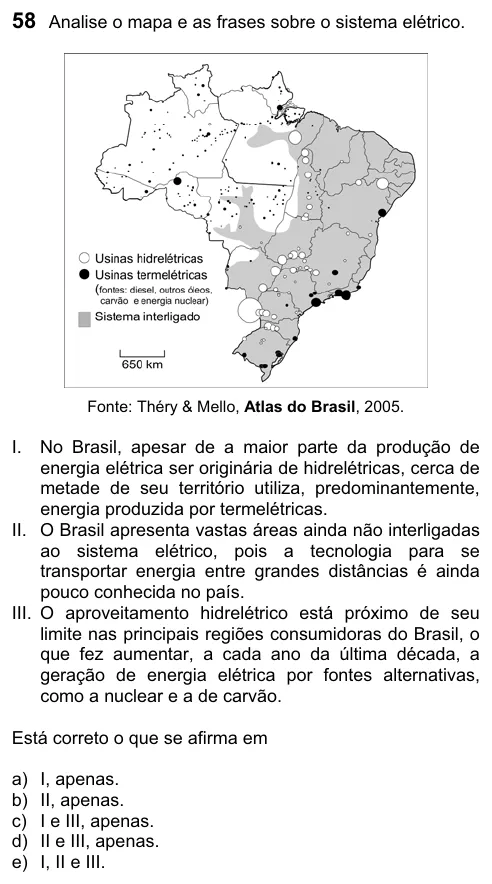 58 Analise o mapa e as frases sobre o sistema elétrico.
Usinas hidrelétricas
Usinas termelétricas
(fontes: diesel, outros óleos,
carvão e energia nuclear)
Sistema interligado
650 km
Fonte: Théry & Mello, Atlas do Brasil, 2005.
I. No Brasil, apesar de a maior parte da produção de
energia elétrica ser originária de hidrelétricas, cerca de
metade de seu território utiliza, predominantemente,
energia produzida por termelétricas.
II. O Brasil apresenta vastas áreas ainda não interligadas
ao sistema elétrico, pois a tecnologia para se
transportar energia entre grandes distâncias é ainda
pouco conhecida no país.
III. O aproveitamento hidrelétrico está próximo de seu
limite nas principais regiões consumidoras do Brasil, o
que fez aumentar, a cada ano da última década, a
geração de energia elétrica por fontes alternativas,
como a nuclear e a de carvão.
Está correto o que se afirma em
a) I, apenas.
b) II, apenas.
c) I e III, apenas.
d) II e III, apenas.
e) I, II e III.